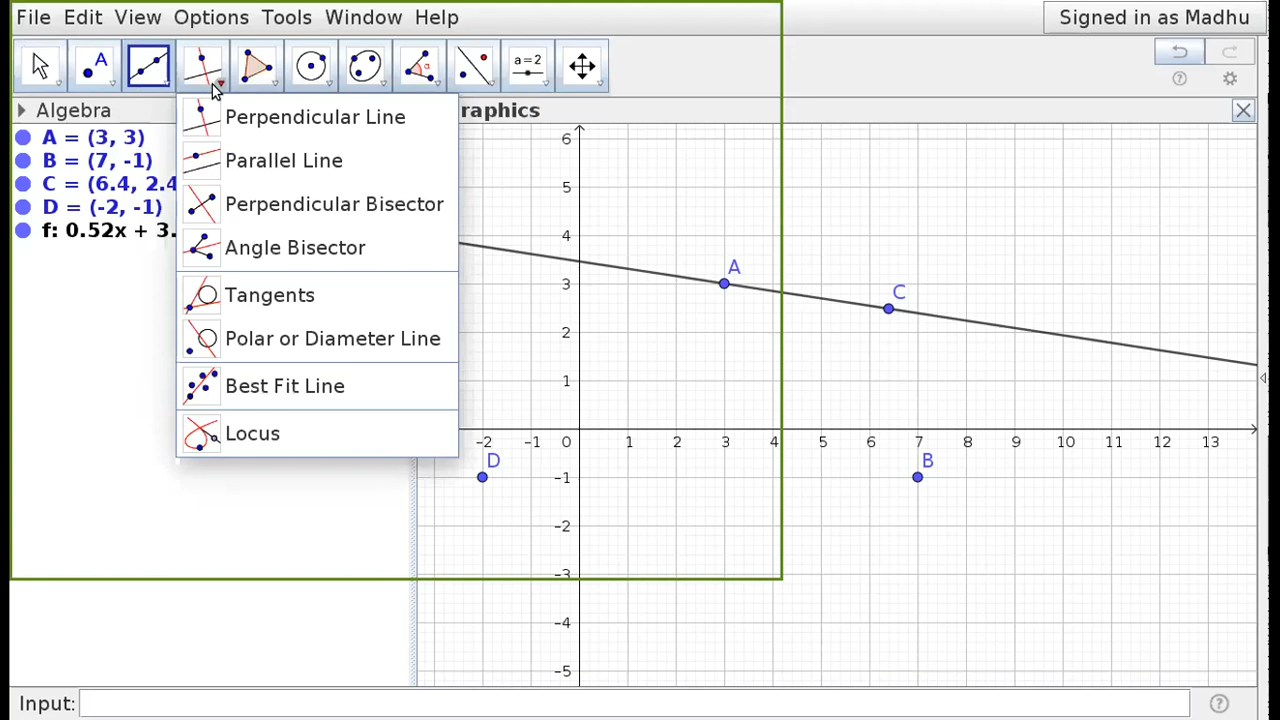 File Edit View Options Tools Window Help
Signed in as Madhu
A
α
a=2
Algebra
raphics
A = (3, 3)
B = (7, -1)
C = (6.4, 2.4
D = (-2, -1)
f: 0.52x + 3.
Perpendicular Line
Parallel Line
Perpendicular Bisector
Angle Bisector
Tangents
Polar or Diameter Line
Best Fit Line
Locus
6
5
4
3
2
1
-2 -1 0 1 2 3 4 5 6 7 8 9 10 11 12 13
-1
-2
-3
-4
-5
A
C
D
B
Input: